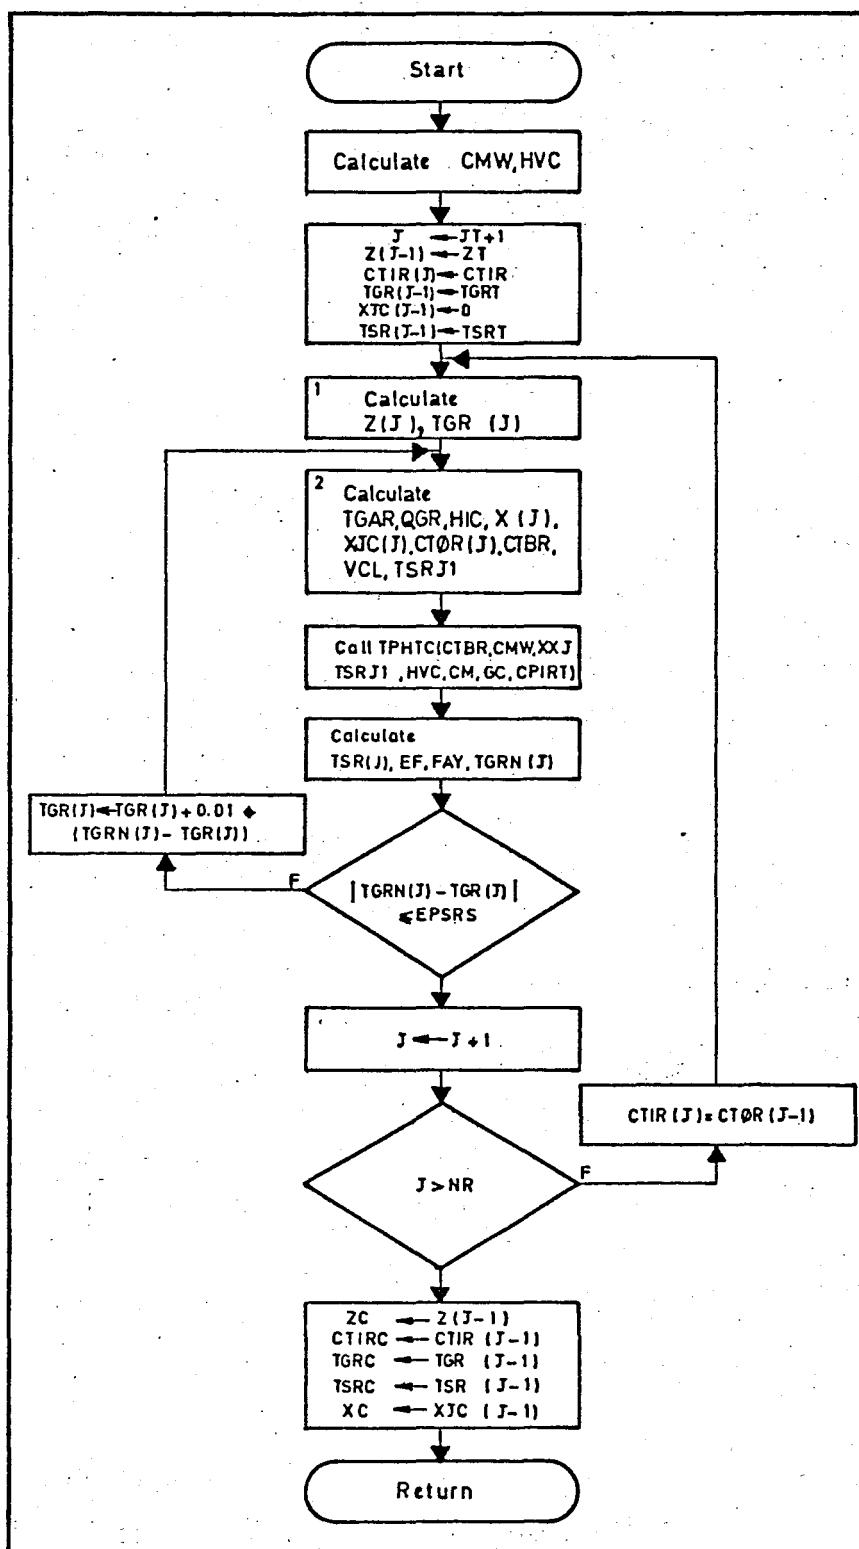 Start
Calculate CMW,HVC
J ← JT+1
Z(J-1) ← ZT
CTIR(J) ← CTIR
TGR(J-1) ← TGRT
XJC(J-1) ← 0
TSR(J-1) ← TSRT
1
Calculate
Z(J), TGR (J)
2
Calculate
TGAR,QGR,HIC, X (J),
XJC(J),CTØR(J),CTBR,
VCL, TSRJ1
Call TPHTC(CTBR,CMW,XXJ
TSRJ1 ,HVC,CM,GC,CPIRT)
Calculate
TSR(J), EF, FAY, TGRN (J)
TGR(J)←TGR(J)+0.01 *
(TGRN(J)- TGR(J))
F
|TGRN(J)-TGR(J)|
≤EPSRS
J ← J+1
CTIR(J)=CTØR(J-1)
J > NR
F
ZC ← Z(J-1)
CTIRC ← CTIR (J-1)
TGRC ← TGR (J-1)
TSRC ← TSR (J-1)
XC ← XJC (J-1)
Return